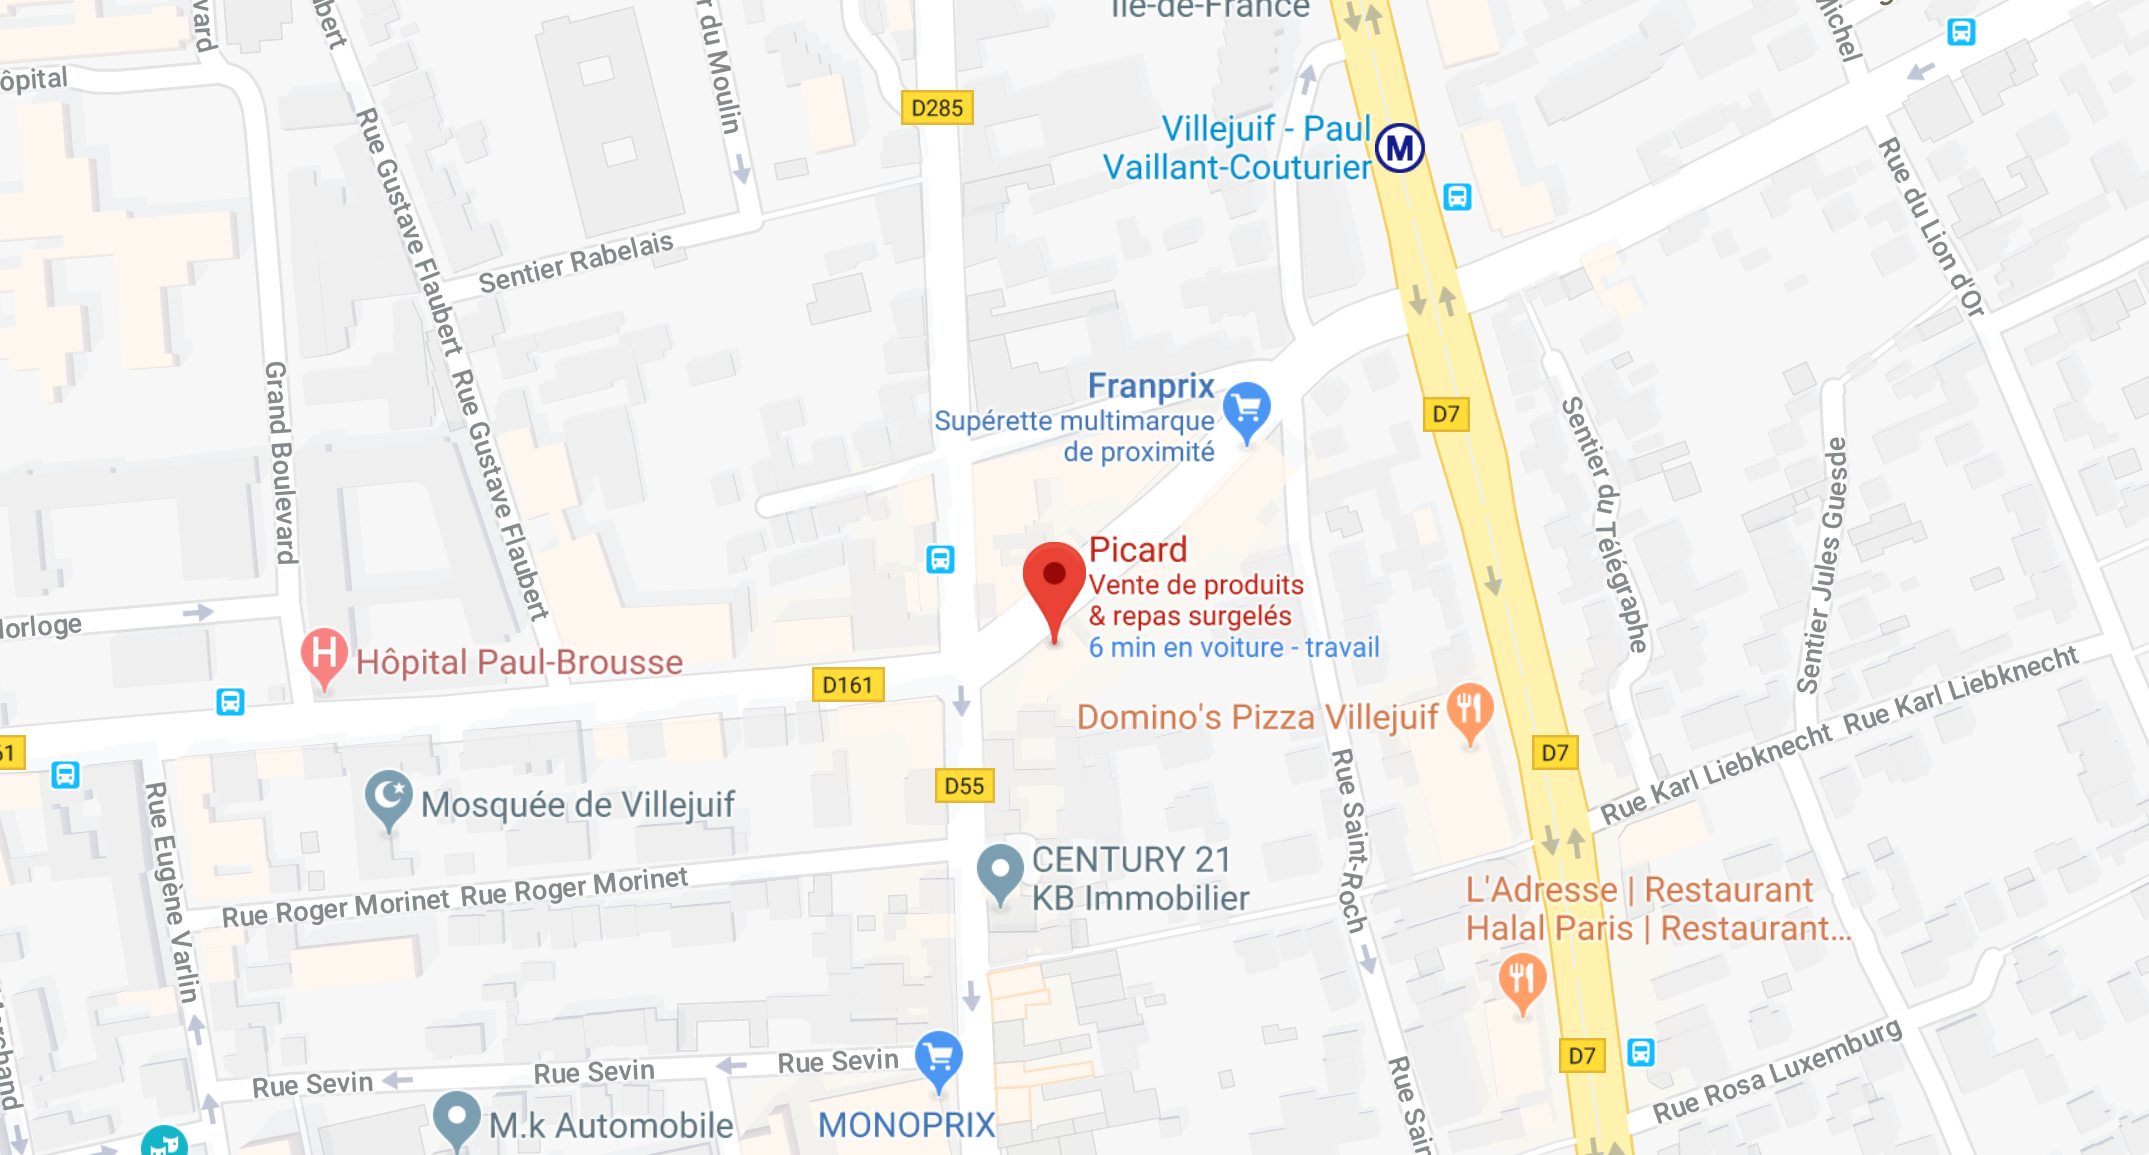 Île-de-France
D285
Villejuif - Paul
Vaillant-Couturier
M
Rue Gustave Flaubert
Rue du Lion d'Or
Sentier Rabelais
Grand Boulevard
Rue Gustave Flaubert
Franprix
Supérette multimarque
de proximité
D7
Sentier du Télégraphe
Sentier Jules Guesde
Picard
Vente de produits
& repas surgelés
6 min en voiture - travail
H
Hôpital Paul-Brousse
D161
Domino's Pizza Villejuif
D7
Rue Karl Liebknecht
Rue Karl Liebknecht
61
D55
Mosquée de Villejuif
Rue Eugène Varlin
Rue Saint-Roch
CENTURY 21
KB Immobilier
Rue Roger Morinet
Rue Roger Morinet
L'Adresse | Restaurant
Halal Paris | Restaurant...
Rue Sevin
Rue Sevin
Rue Sevin
D7
Rue Rosa Luxemburg
M.k Automobile
MONOPRIX
ôpital
vard
bert
r du Moulin
Michel
orloge
Rue Sain
archand